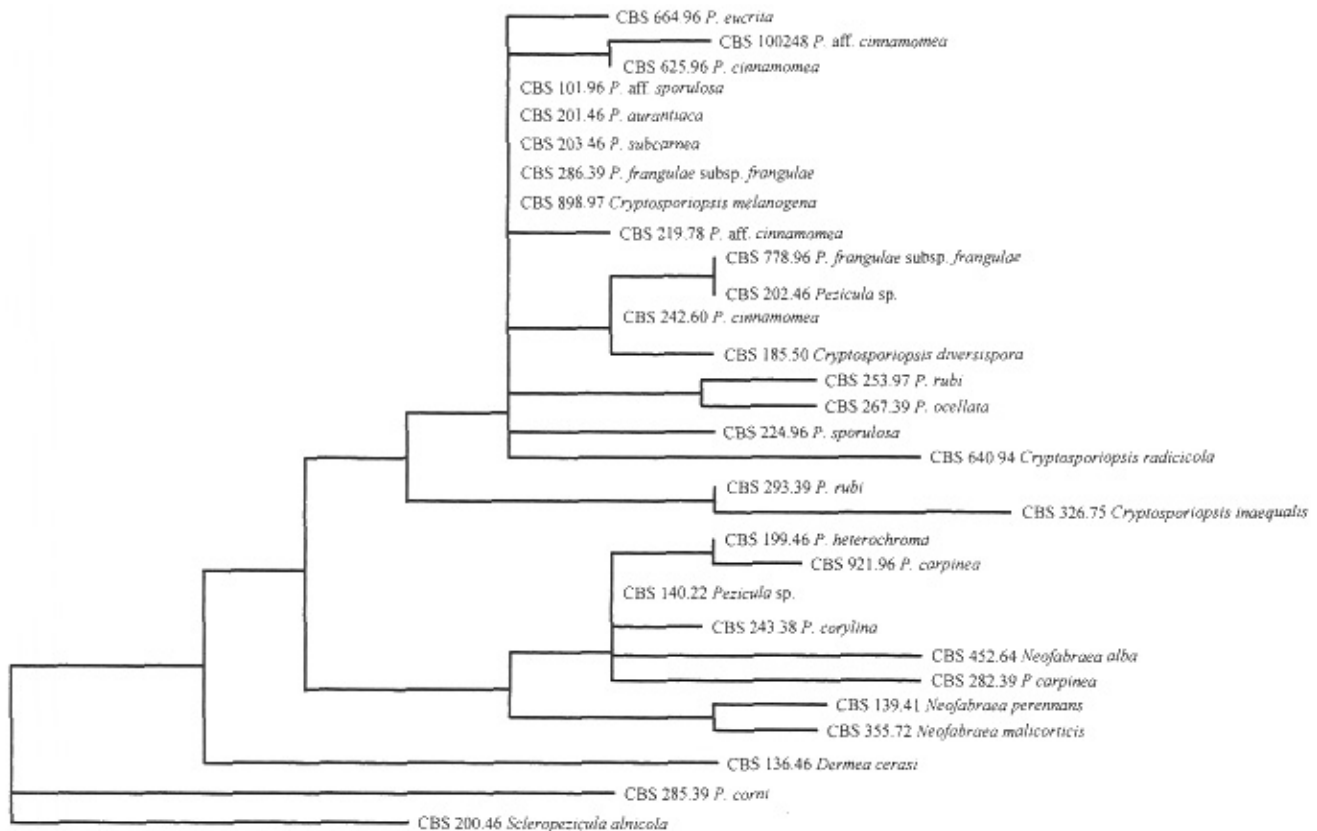 CBS 664.96 P. eucrita
CBS 100248 P. aff. cinnamomea
CBS 625.96 P. cinnamomea
CBS 101.96 P. aff. sporulosa
CBS 201.46 P. aurantiaca
CBS 203.46 P. subcarnea
CBS 286.39 P. frangulae subsp. frangulae
CBS 898.97 Cryptosporiopsis melanogena
CBS 219.78 P. aff. cinnamomea
CBS 778.96 P. frangulae subsp. frangulae
CBS 202.46 Pezicula sp.
CBS 242.60 P. cinnamomea
CBS 185.50 Cryptosporiopsis diversispora
CBS 253.97 P. rubi
CBS 267.39 P. ocellata
CBS 224.96 P. sporulosa
CBS 640.94 Cryptosporiopsis radicicola
CBS 293.39 P. rubi
CBS 326.75 Cryptosporiopsis inaequalis
CBS 199.46 P. heterochroma
CBS 921.96 P. carpinea
CBS 140.22 Pezicula sp.
CBS 243.38 P. corylina
CBS 452.64 Neofabraea alba
CBS 282.39 P carpinea
CBS 139.41 Neofabraea perennans
CBS 355.72 Neofabraea malicorticis
CBS 136.46 Dermea cerasi
CBS 285.39 P. corni
CBS 200.46 Scleropezicula alnicola